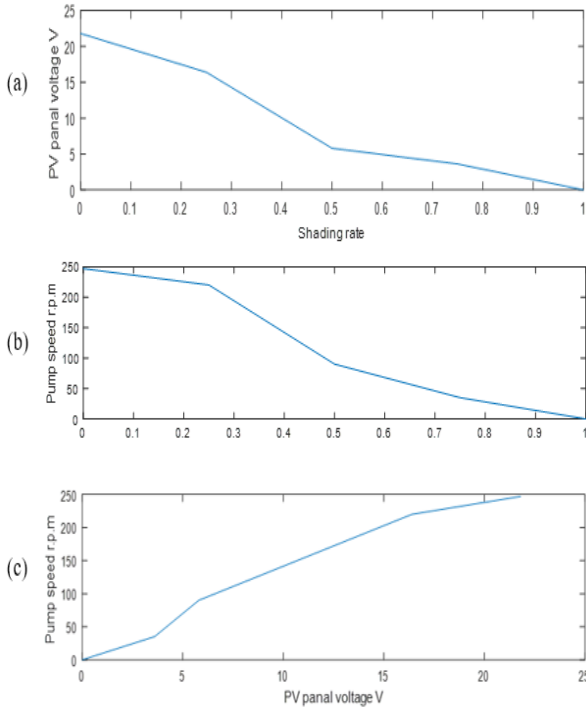 (a)
PV panal voltage V
25
20
15
10
5
0
0 0.1 0.2 0.3 0.4 0.5 0.6 0.7 0.8 0.9 1
Shading rate
(b)
Pump speed r.p.m
250
200
150
100
50
0
0 0.1 0.2 0.3 0.4 0.5 0.6 0.7 0.8 0.9 1
(c)
Pump speed r.p.m
250
200
150
100
50
0
0 5 10 15 20 25
PV panal voltage V